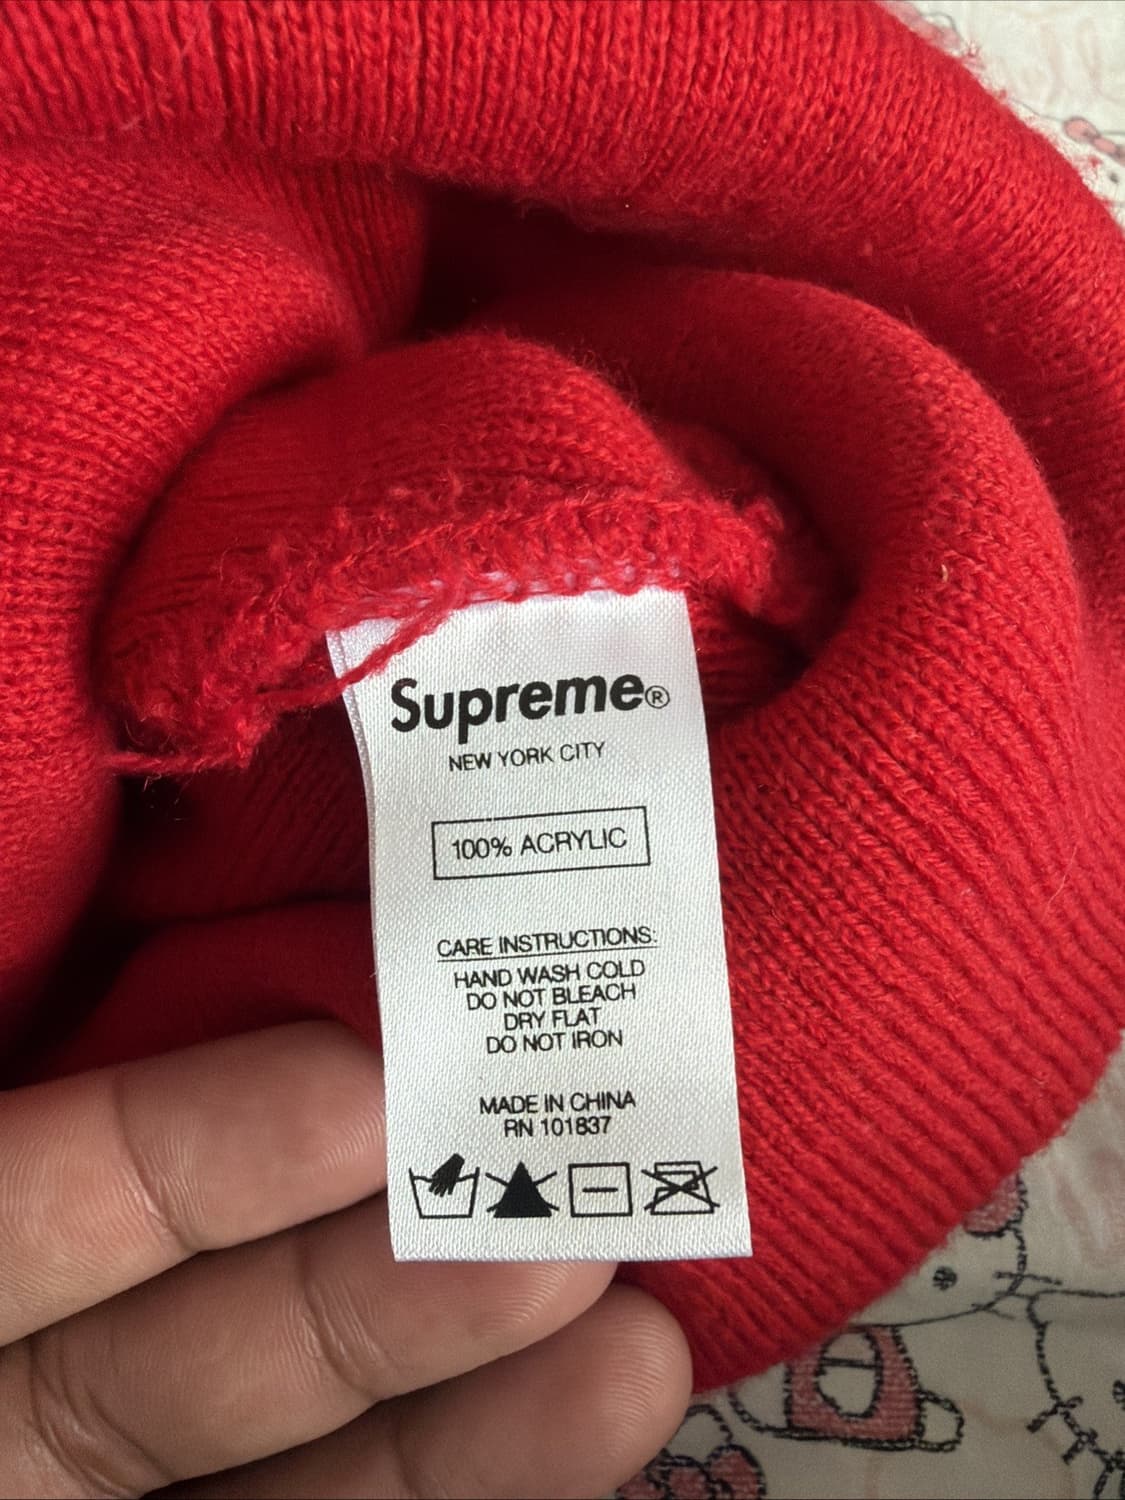 Supreme®
NEW YORK CITY
100% ACRYLIC
CARE INSTRUCTIONS:
HAND WASH COLD
DO NOT BLEACH
DRY FLAT
DO NOT IRON
MADE IN CHINA
RN 101837